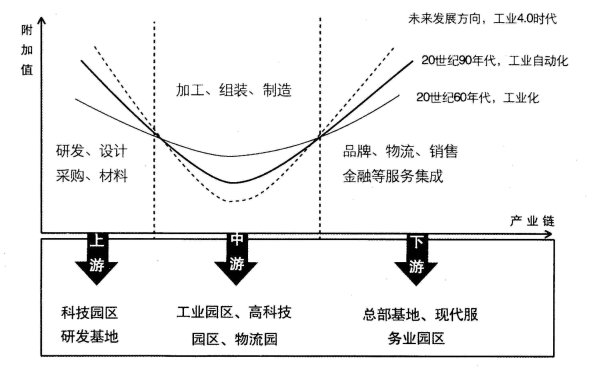 附加值
未来发展方向，工业4.0时代
20世纪90年代，工业自动化
20世纪60年代，工业化
加工、组装、制造
研发、设计
采购、材料
品牌、物流、销售
金融等服务集成
产业链
上游
中游
下游
科技园区
研发基地
工业园区、高科技
园区、物流园
总部基地、现代服
务业园区